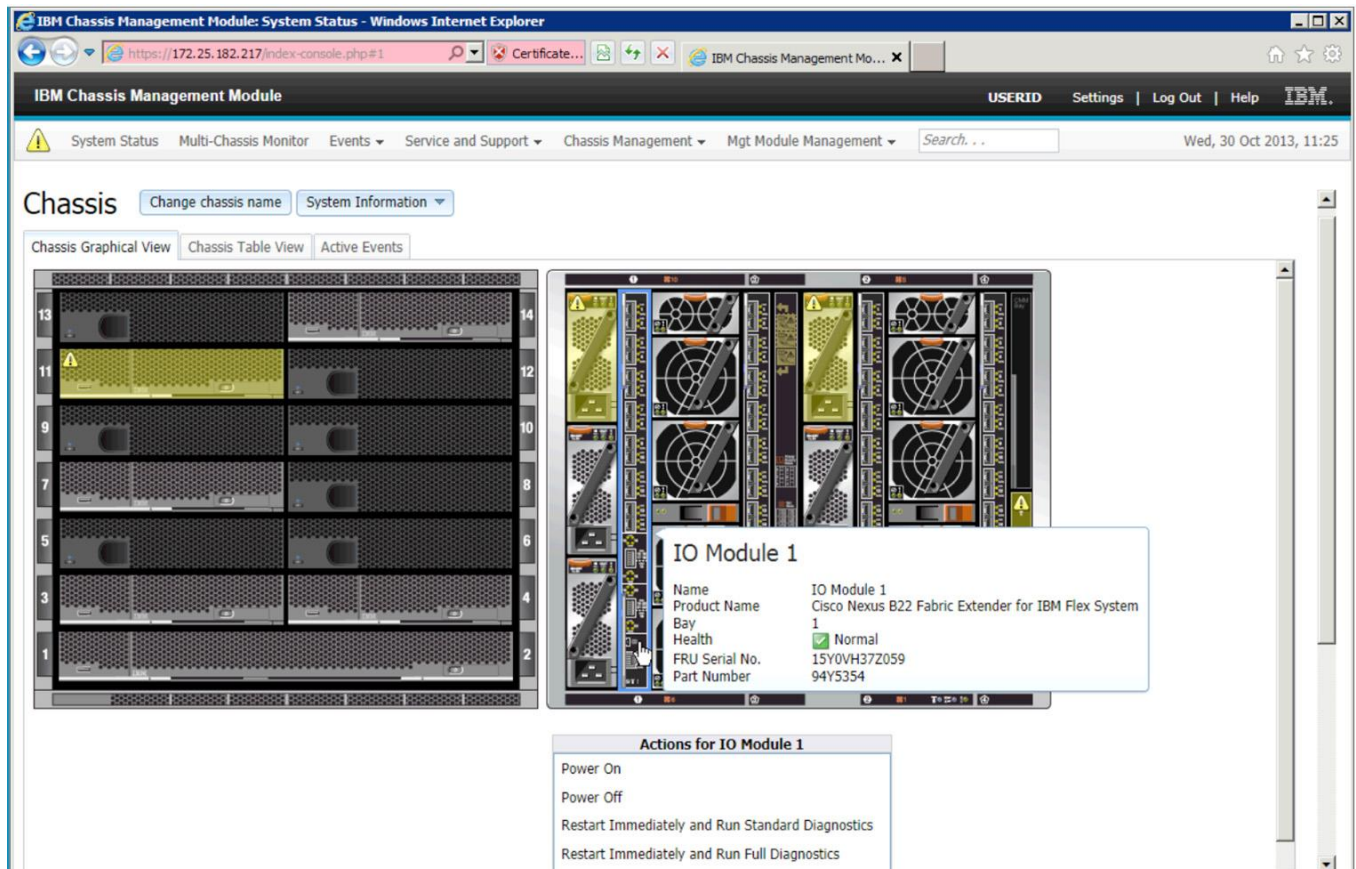 IBM Chassis Management Module: System Status - Windows Internet Explorer
https://172.25.182.217/index-console.php#1 Certificate... IBM Chassis Management Mo...
IBM Chassis Management Module USERID Settings | Log Out | Help IBM.
System Status Multi-Chassis Monitor Events Service and Support Chassis Management Mgt Module Management Search. . . Wed, 30 Oct 2013, 11:25
Chassis Change chassis name System Information
Chassis Graphical View Chassis Table View Active Events
13 14
11 12
9 10
7 8
5 6
3 4
1 2
IO Module 1
Name IO Module 1
Product Name Cisco Nexus B22 Fabric Extender for IBM Flex System
Bay 1
Health Normal
FRU Serial No. 15Y0VH37Z059
Part Number 94Y5354
Actions for IO Module 1
Power On
Power Off
Restart Immediately and Run Standard Diagnostics
Restart Immediately and Run Full Diagnostics